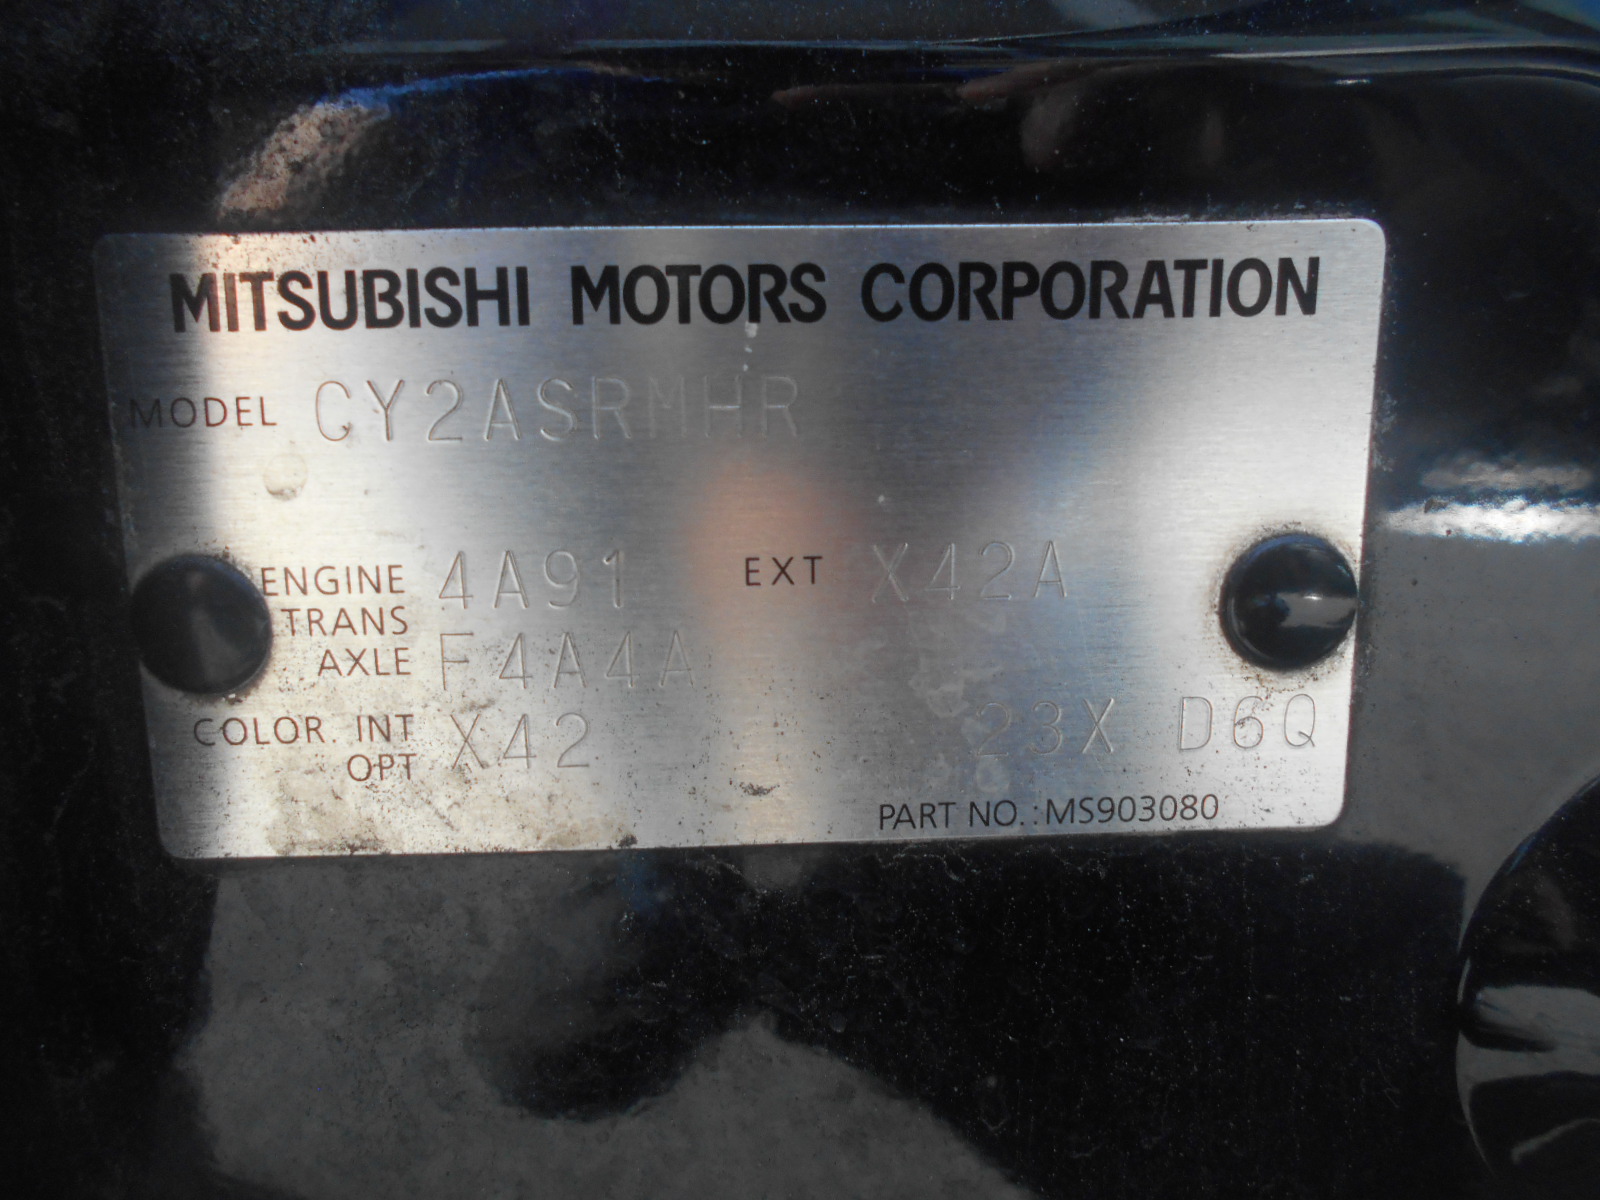 MITSUBISHI MOTORS CORPORATION
MODEL CY2ASRMHR
ENGINE 4A91 EXT X42A
TRANS
AXLE F4A4A
COLOR. INT X42 23X D6Q
OPT
PART NO.:MS903080